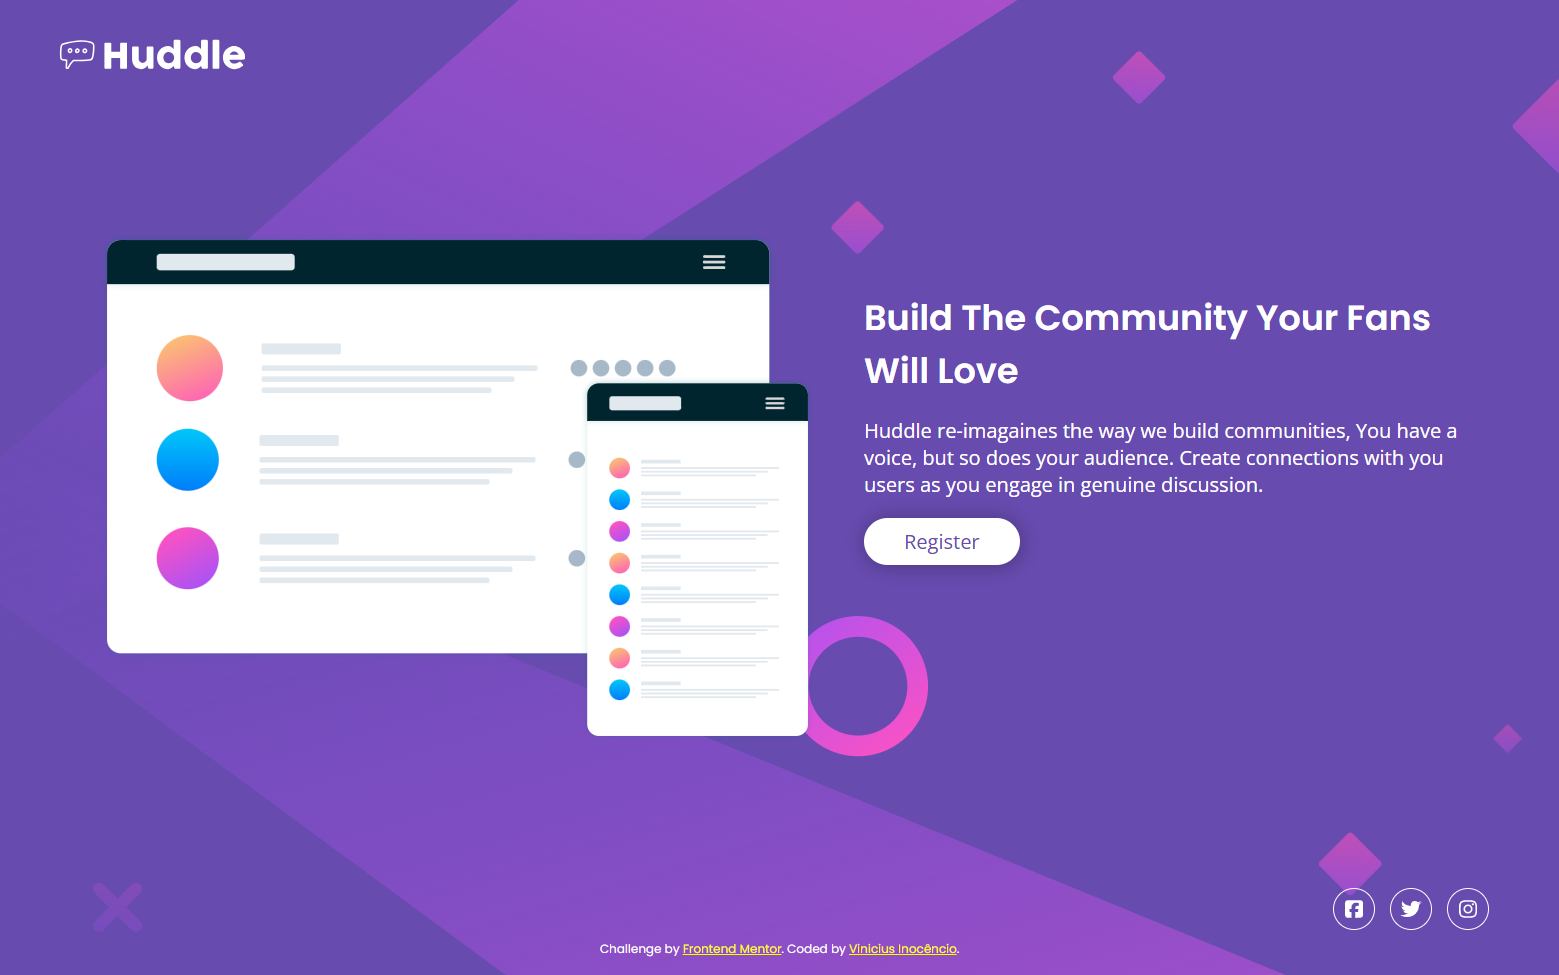 Huddle
Build The Community Your Fans
Will Love
Huddle re-imagaines the way we build communities, You have a
voice, but so does your audience. Create connections with you
users as you engage in genuine discussion.
Register
Challenge by Frontend Mentor. Coded by Vinicius Inocêncio.